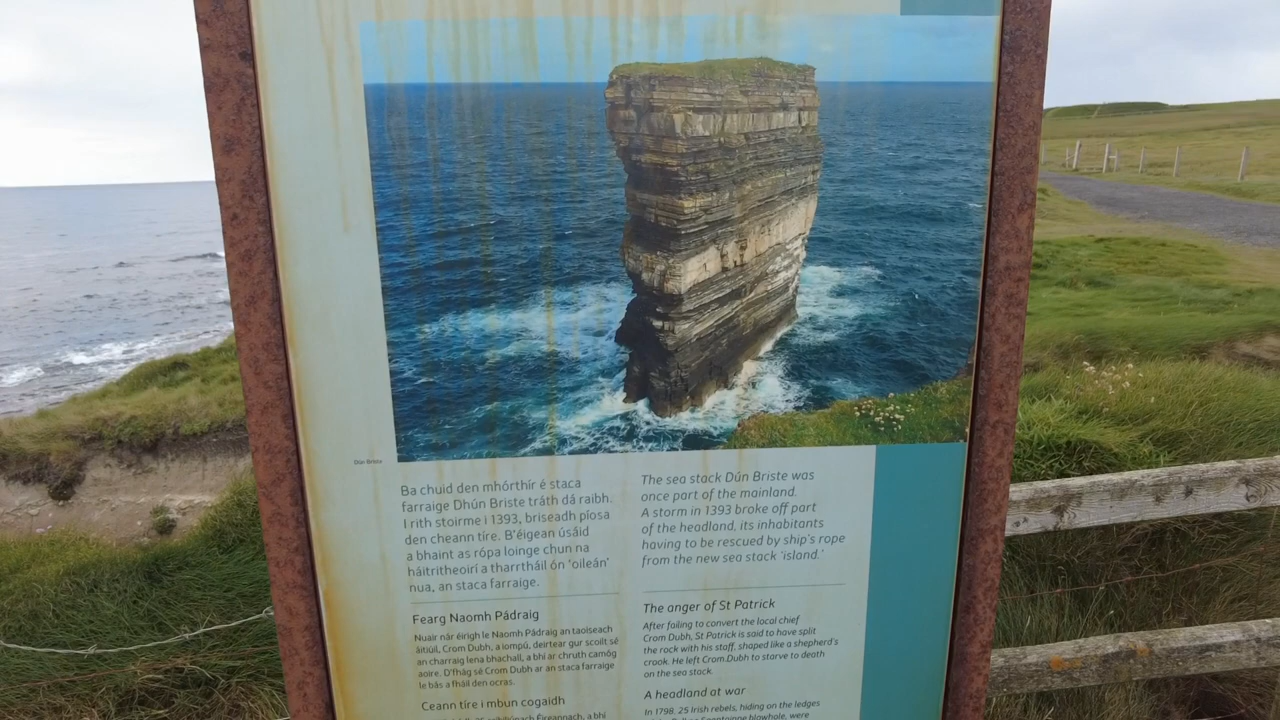 Dún Briste
Ba chuid den mhórthír é staca
farraige Dhún Briste tráth dá raibh.
I rith stoirme i 1393, briseadh píosa
den cheann tíre. B'éigean úsáid
a bhaint as rópa loinge chun na
háitritheoirí a tharrtháil ón 'oileán'
nua, an staca farraige.
Fearg Naomh Pádraig
Nuair nár éirigh le Naomh Pádraig an taoiseach
áitiúil, Crom Dubh, a iompú, deirtear gur scoilt sé
an charraig lena bhachall, a bhí ar chruth camóg
aoire. D'fhág sé Crom Dubh ar an staca farraige
le bás a fháil den ocras.
Ceann tíre i mbun cogaidh
Éireannach, a bhí
The sea stack Dún Briste was
once part of the mainland.
A storm in 1393 broke off part
of the headland, its inhabitants
having to be rescued by ship's rope
from the new sea stack 'island.'
The anger of St Patrick
After failing to convert the local chief
Crom Dubh, St Patrick is said to have split
the rock with his staff, shaped like a shepherd's
crook. He left Crom Dubh to starve to death
on the sea stack.
A headland at war
In 1798, 25 Irish rebels, hiding on the ledges
blowhole, were